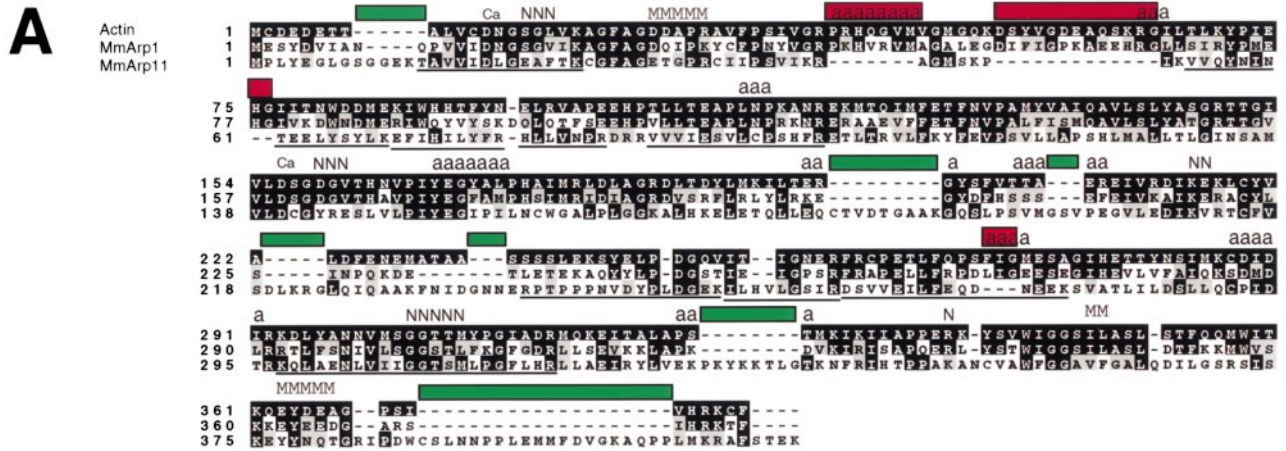 A
Ca NNN MMMMM aaaaaaaa aaa
Actin 1 MCDEDETT------ALVCDNGSGLVKAGFAGDDAPRAVFPSIVGRPRHQGVMVGMGQKDSYVGDEAQSKRGILTLKYPIE
MmArp1 1 MESYDVIAN-----QPVVIDNGSGVIKAGFAGDQIPKYCFPNYVGRPKHVRVMAGALEGDIFIGPKAEEHRGLLSIRYPME
MmArp11 1 MPLYEGLGSGGEKTAVVIDLGEAFTKCGFAGETGPRCIIPSVIKR------AGMSKP-------------IKVVQYNIN
aaa
75 HGIITNWDDMEKIWHHTFYN-ELRVAPEEHPTLLTEAPLNPKANREKMTQIMFETFNVPAMYVAIQAVLSLYASGRTTGI
77 HGIVKDWNDMERIWQYVYSKDQLQTFSEEHPVLLTEAPLNPRKNRERAAEVFFETFNVPALFISMQAVLSLYATGRTTGV
61 --TEELYSYLKEFIHILYFR-HLLVNPRDRRVVVIESVLCPSHFRETLTRVLFKYFEVPSVLLAPSHLMALLTLGINSAM
Ca NNN aaaaaaa aa a aaa aa NN
154 VLDSGDGVTHNVPIYEGYALPHAIMRLDLAGRDLTDYLMKILTER---------GYSFVTTA---EREIVRDIKEKLCYV
157 VLDSGDGVTHAVPIYEGFAMPHSIMRIDIAGRDVSRFLRLYLRKE---------GYDFHSSS---EFEIVKAIKERACYL
138 VLDCGYRESLVLPIYEGIPILNCWGALPLGGKALHKELETQLLEQCTVDTGAAKGQSLPSVMGSVPEGVLEDIKVRTCFV
aaaa aaaa
222 A-----LDFENEMATAA---SSSSLEKSYELP-DGQVIT--IGNERFRCPETLFQPSFIGMESAGIHETTYNSIMKCDID
225 S-----INPQKDE-------TLETEKAQYYLP-DGSTIE--IGPSRFRAPELLFRPDLIGEESEGIHEVLVFAIQKSDMD
218 SDLKRGLQIQAAKFNIDGNNERPTPPPNVDYPLDGEKILHVLGSIRDSVVEILFEQD---NEEKSVATLILDSLLQCPID
a NNNNN aa a N MM
291 IRKDLYANNVMSGGTTMYPGIADRMQKEITALAPS--------TMKIKIIAPPERK-YSVWIGGSILASL-STFQQMWIT
290 LRRTLFSNIVLSGGSTLFKGFGDRLLSEVKKLAPK--------DVKIRISAPQERL-YSTWIGGSILASL-DTFKKMWVS
295 TRKQLAENLVIIGGTSMLPGFLHRLLAEIRYLVEKPKYKKTLGTKNFRIHTPPAKANCVAWFGGAVFGALQDILGSRSIS
MMMMM
361 KQEYDEAG--PSI---------------------VHRKCF----
360 KKEYEEDG--ARS---------------------IHRKTF----
375 KEYYNQTGRIPDWCSLNNPPLEMMFDVGKAQPPLMKRAFSTEK